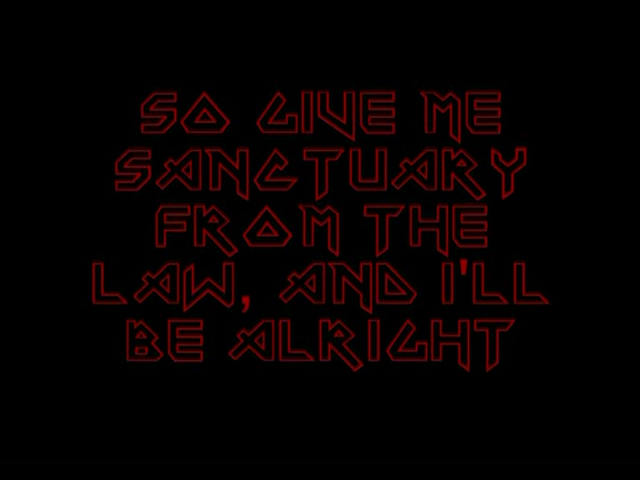 SO GIVE ME
SANCTUARY
FROM THE
LAW, AND I'LL
BE ALRIGHT